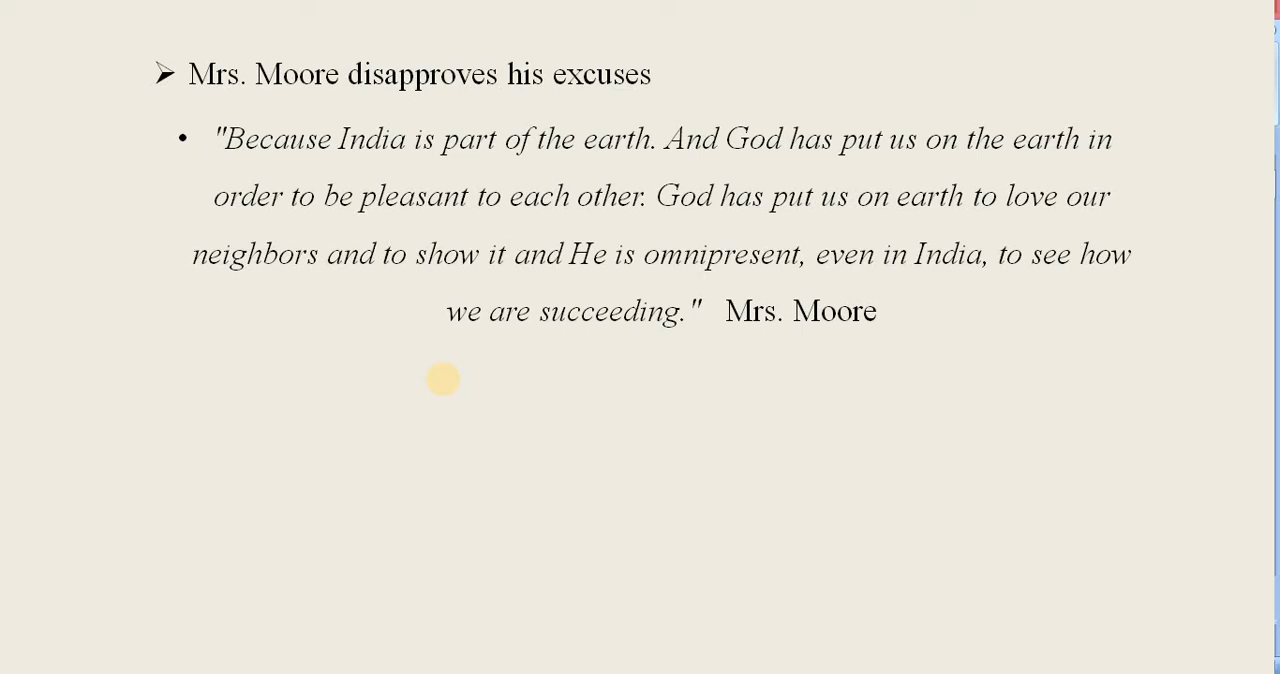 ➢ Mrs. Moore disapproves his excuses
• "Because India is part of the earth. And God has put us on the earth in
order to be pleasant to each other. God has put us on earth to love our
neighbors and to show it and He is omnipresent, even in India, to see how
we are succeeding." Mrs. Moore